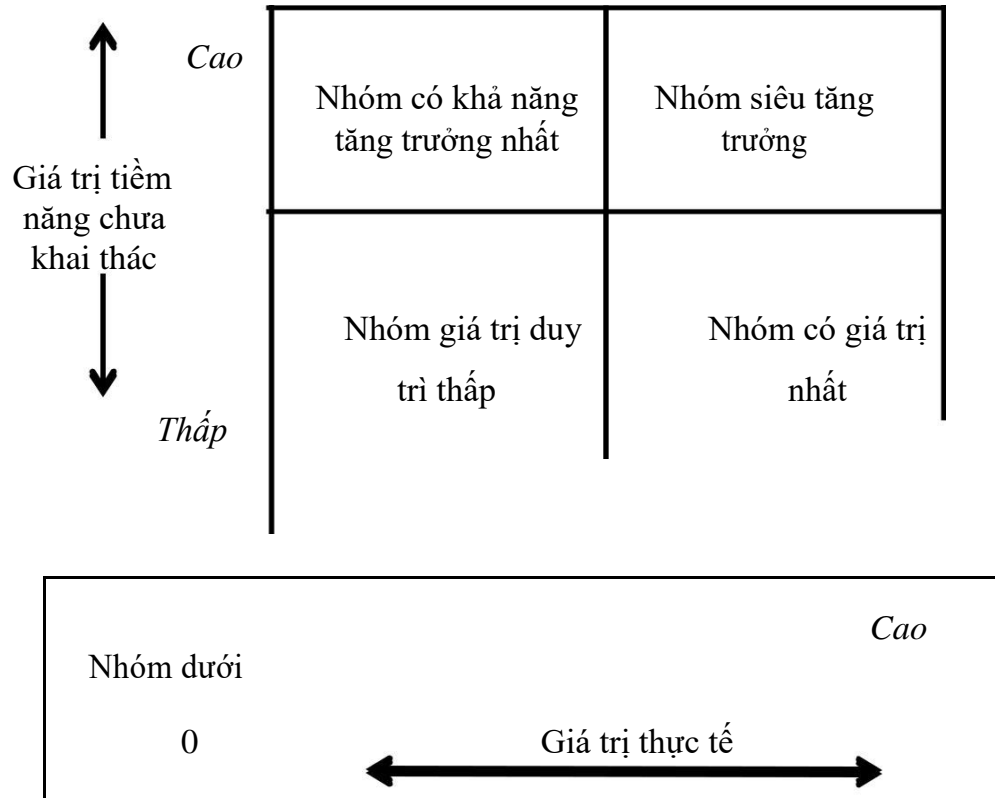 Cao
Nhóm có khả năng
tăng trưởng nhất
Nhóm siêu tăng
trưởng
Giá trị tiềm
năng chưa
khai thác
Nhóm giá trị duy
trì thấp
Nhóm có giá trị
nhất
Thấp
Cao
Nhóm dưới
0
Giá trị thực tế